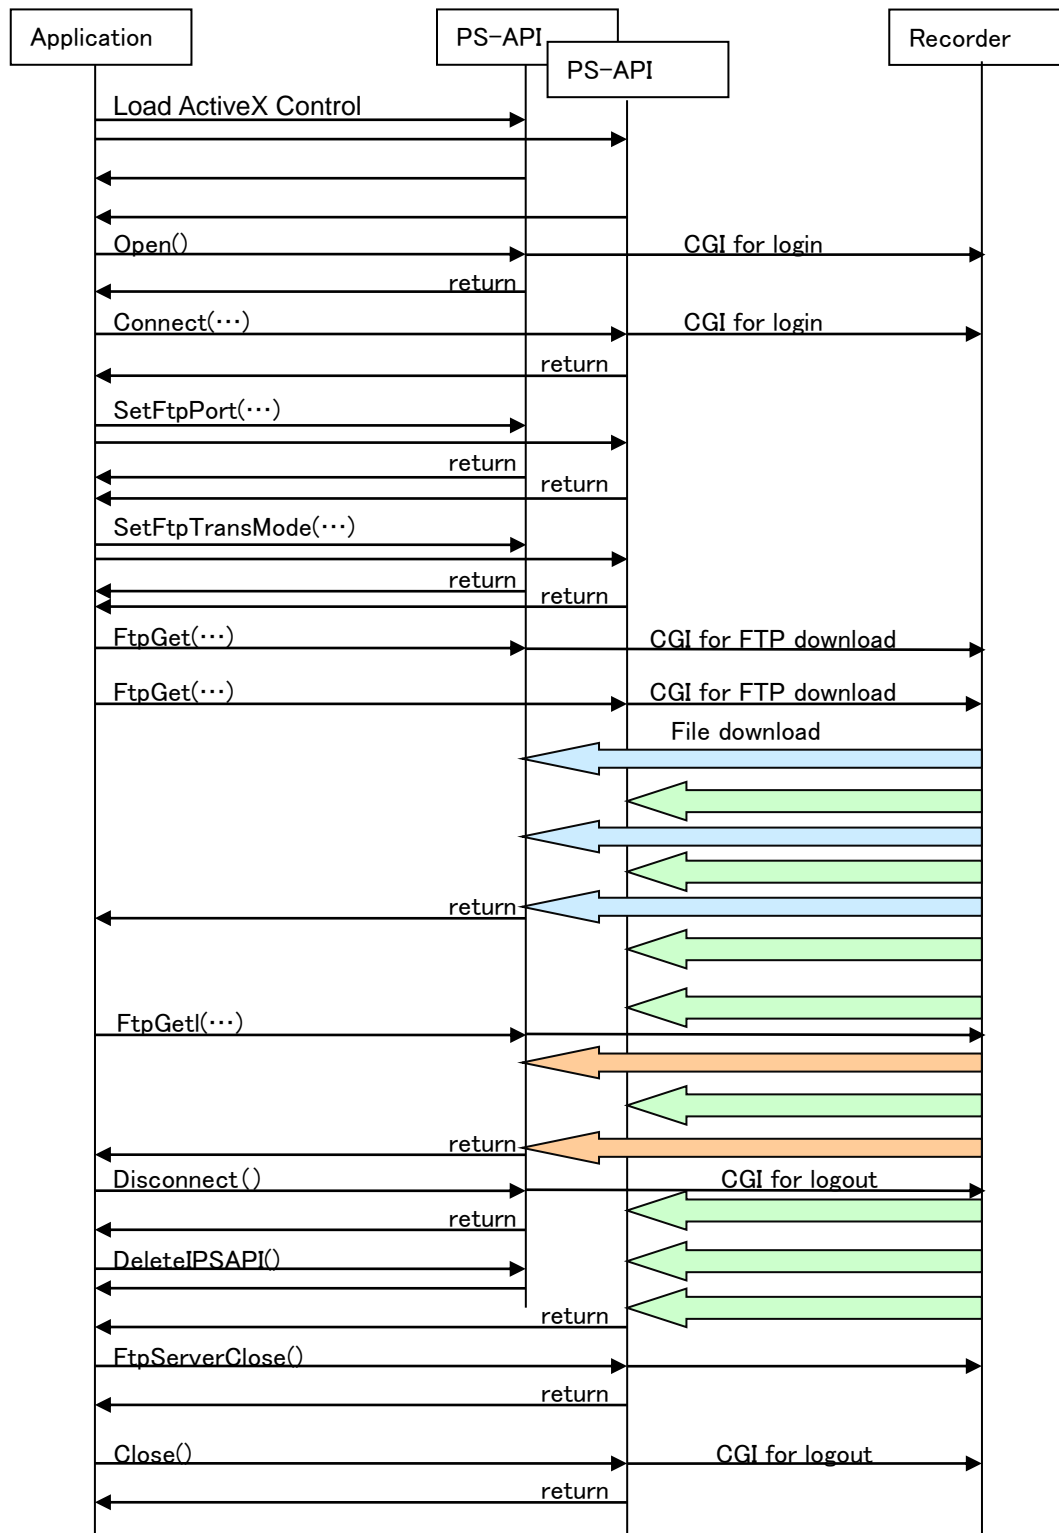 Application
PS-API
PS-API
Recorder
Load ActiveX Control
Open()
CGI for login
return
Connect(…)
CGI for login
return
SetFtpPort(…)
return
return
SetFtpTransMode(…)
return
return
FtpGet(…)
CGI for FTP download
FtpGet(…)
CGI for FTP download
File download
return
FtpGetl(…)
return
Disconnect()
CGI for logout
return
DeleteIPSAPI()
return
FtpServerClose()
return
Close()
CGI for logout
return